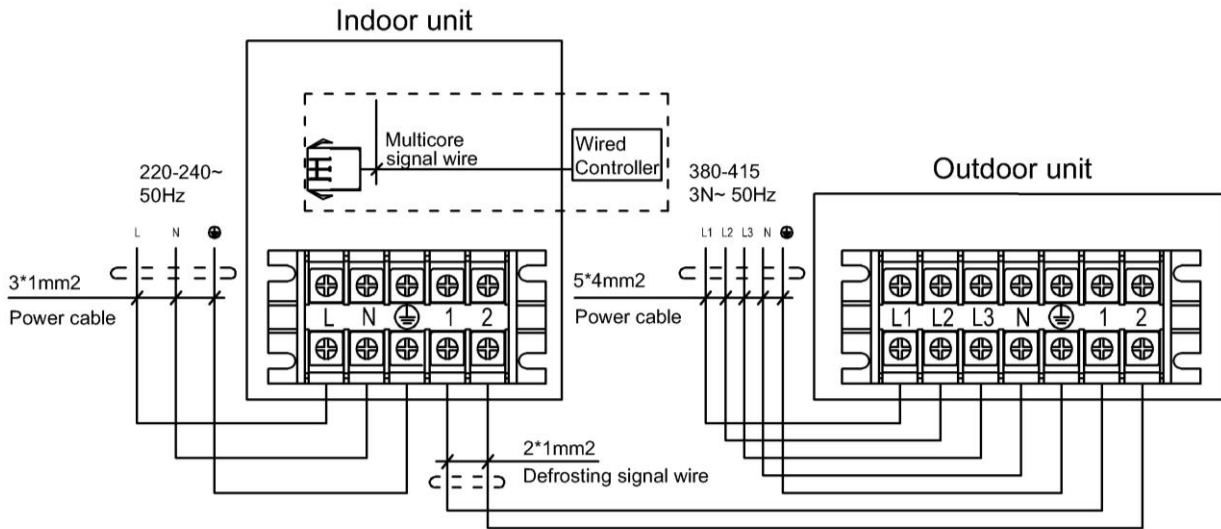 Indoor unit
Multicore
signal wire
Wired
Controller
220-240~
50Hz
L N
3*1mm2
Power cable
L N 1 2
380-415
3N~ 50Hz
L1 L2 L3 N
5*4mm2
Power cable
Outdoor unit
L1 L2 L3 N 1 2
2*1mm2
Defrosting signal wire